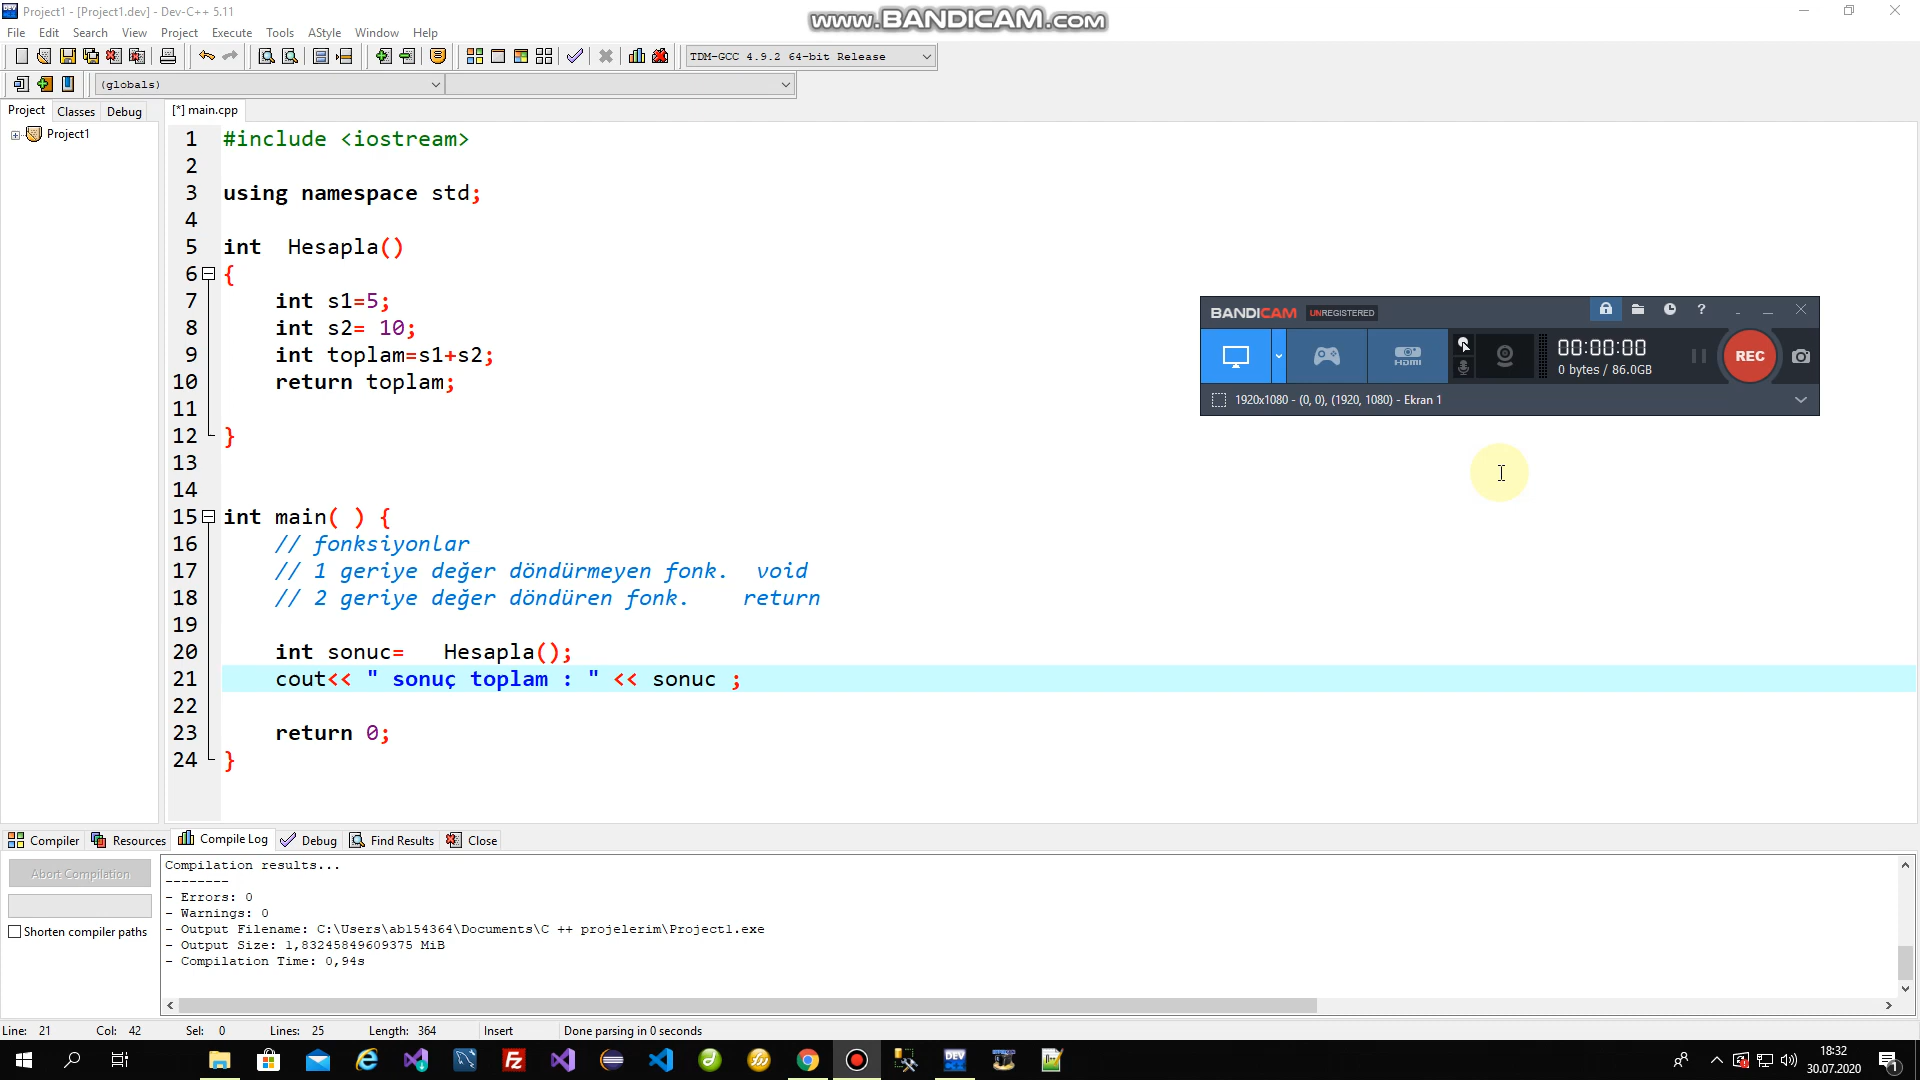 Project1 - [Project1.dev] - Dev-C++ 5.11
www.BANDICAM.com
File Edit Search View Project Execute Tools AStyle Window Help
TDM-GCC 4.9.2 64-bit Release
(globals)
Project Classes Debug [*] main.cpp
Project1
1 #include <iostream>
2
3 using namespace std;
4
5 int  Hesapla()
6 {
7 int s1=5;
8 int s2= 10;
9 int toplam=s1+s2;
10 return toplam;
11
12 }
13
14
15 int main( ) {
16 // fonksiyonlar
17 // 1 geriye değer döndürmeyen fonk.  void
18 // 2 geriye değer döndüren fonk.    return
19
20 int sonuc=   Hesapla();
21 cout<< " sonuç toplam : " << sonuc ;
22
23 return 0;
24 }
BANDICAM UNREGISTERED ?
HDMI 00:00:00 REC
0 bytes / 86.0GB
1920x1080 - (0, 0), (1920, 1080) - Ekran 1
Compiler Resources Compile Log Debug Find Results Close
Abort Compilation
Shorten compiler paths
Compilation results...
--------
- Errors: 0
- Warnings: 0
- Output Filename: C:\Users\ab154364\Documents\C ++ projelerim\Project1.exe
- Output Size: 1,83245849609375 MiB
- Compilation Time: 0,94s
Line: 21 Col: 42 Sel: 0 Lines: 25 Length: 364 Insert Done parsing in 0 seconds
DEV
18:32
30.07.2020
1